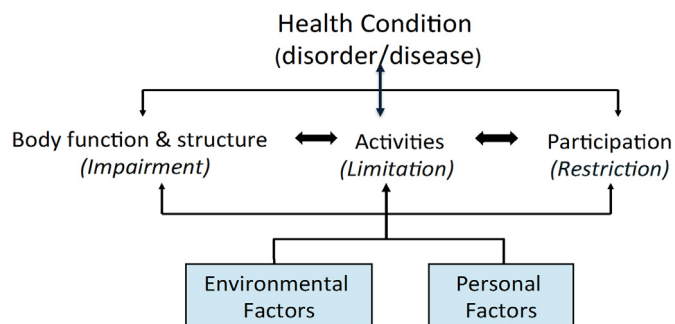 Health Condition
(disorder/disease)
Body function & structure
(Impairment)
Activities
(Limitation)
Participation
(Restriction)
Environmental
Factors
Personal
Factors